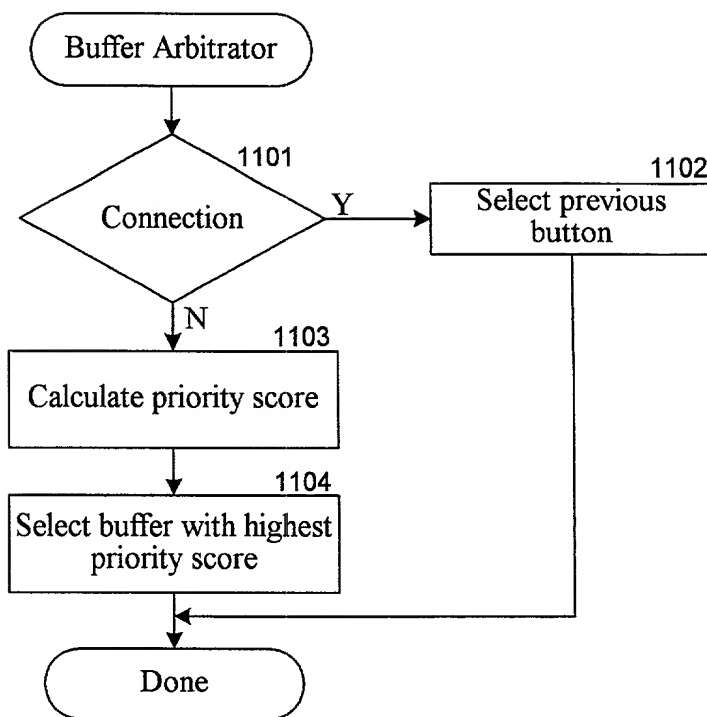 Buffer Arbitrator
1101
Connection
Y
1102
Select previous
button
N
1103
Calculate priority score
1104
Select buffer with highest
priority score
Done